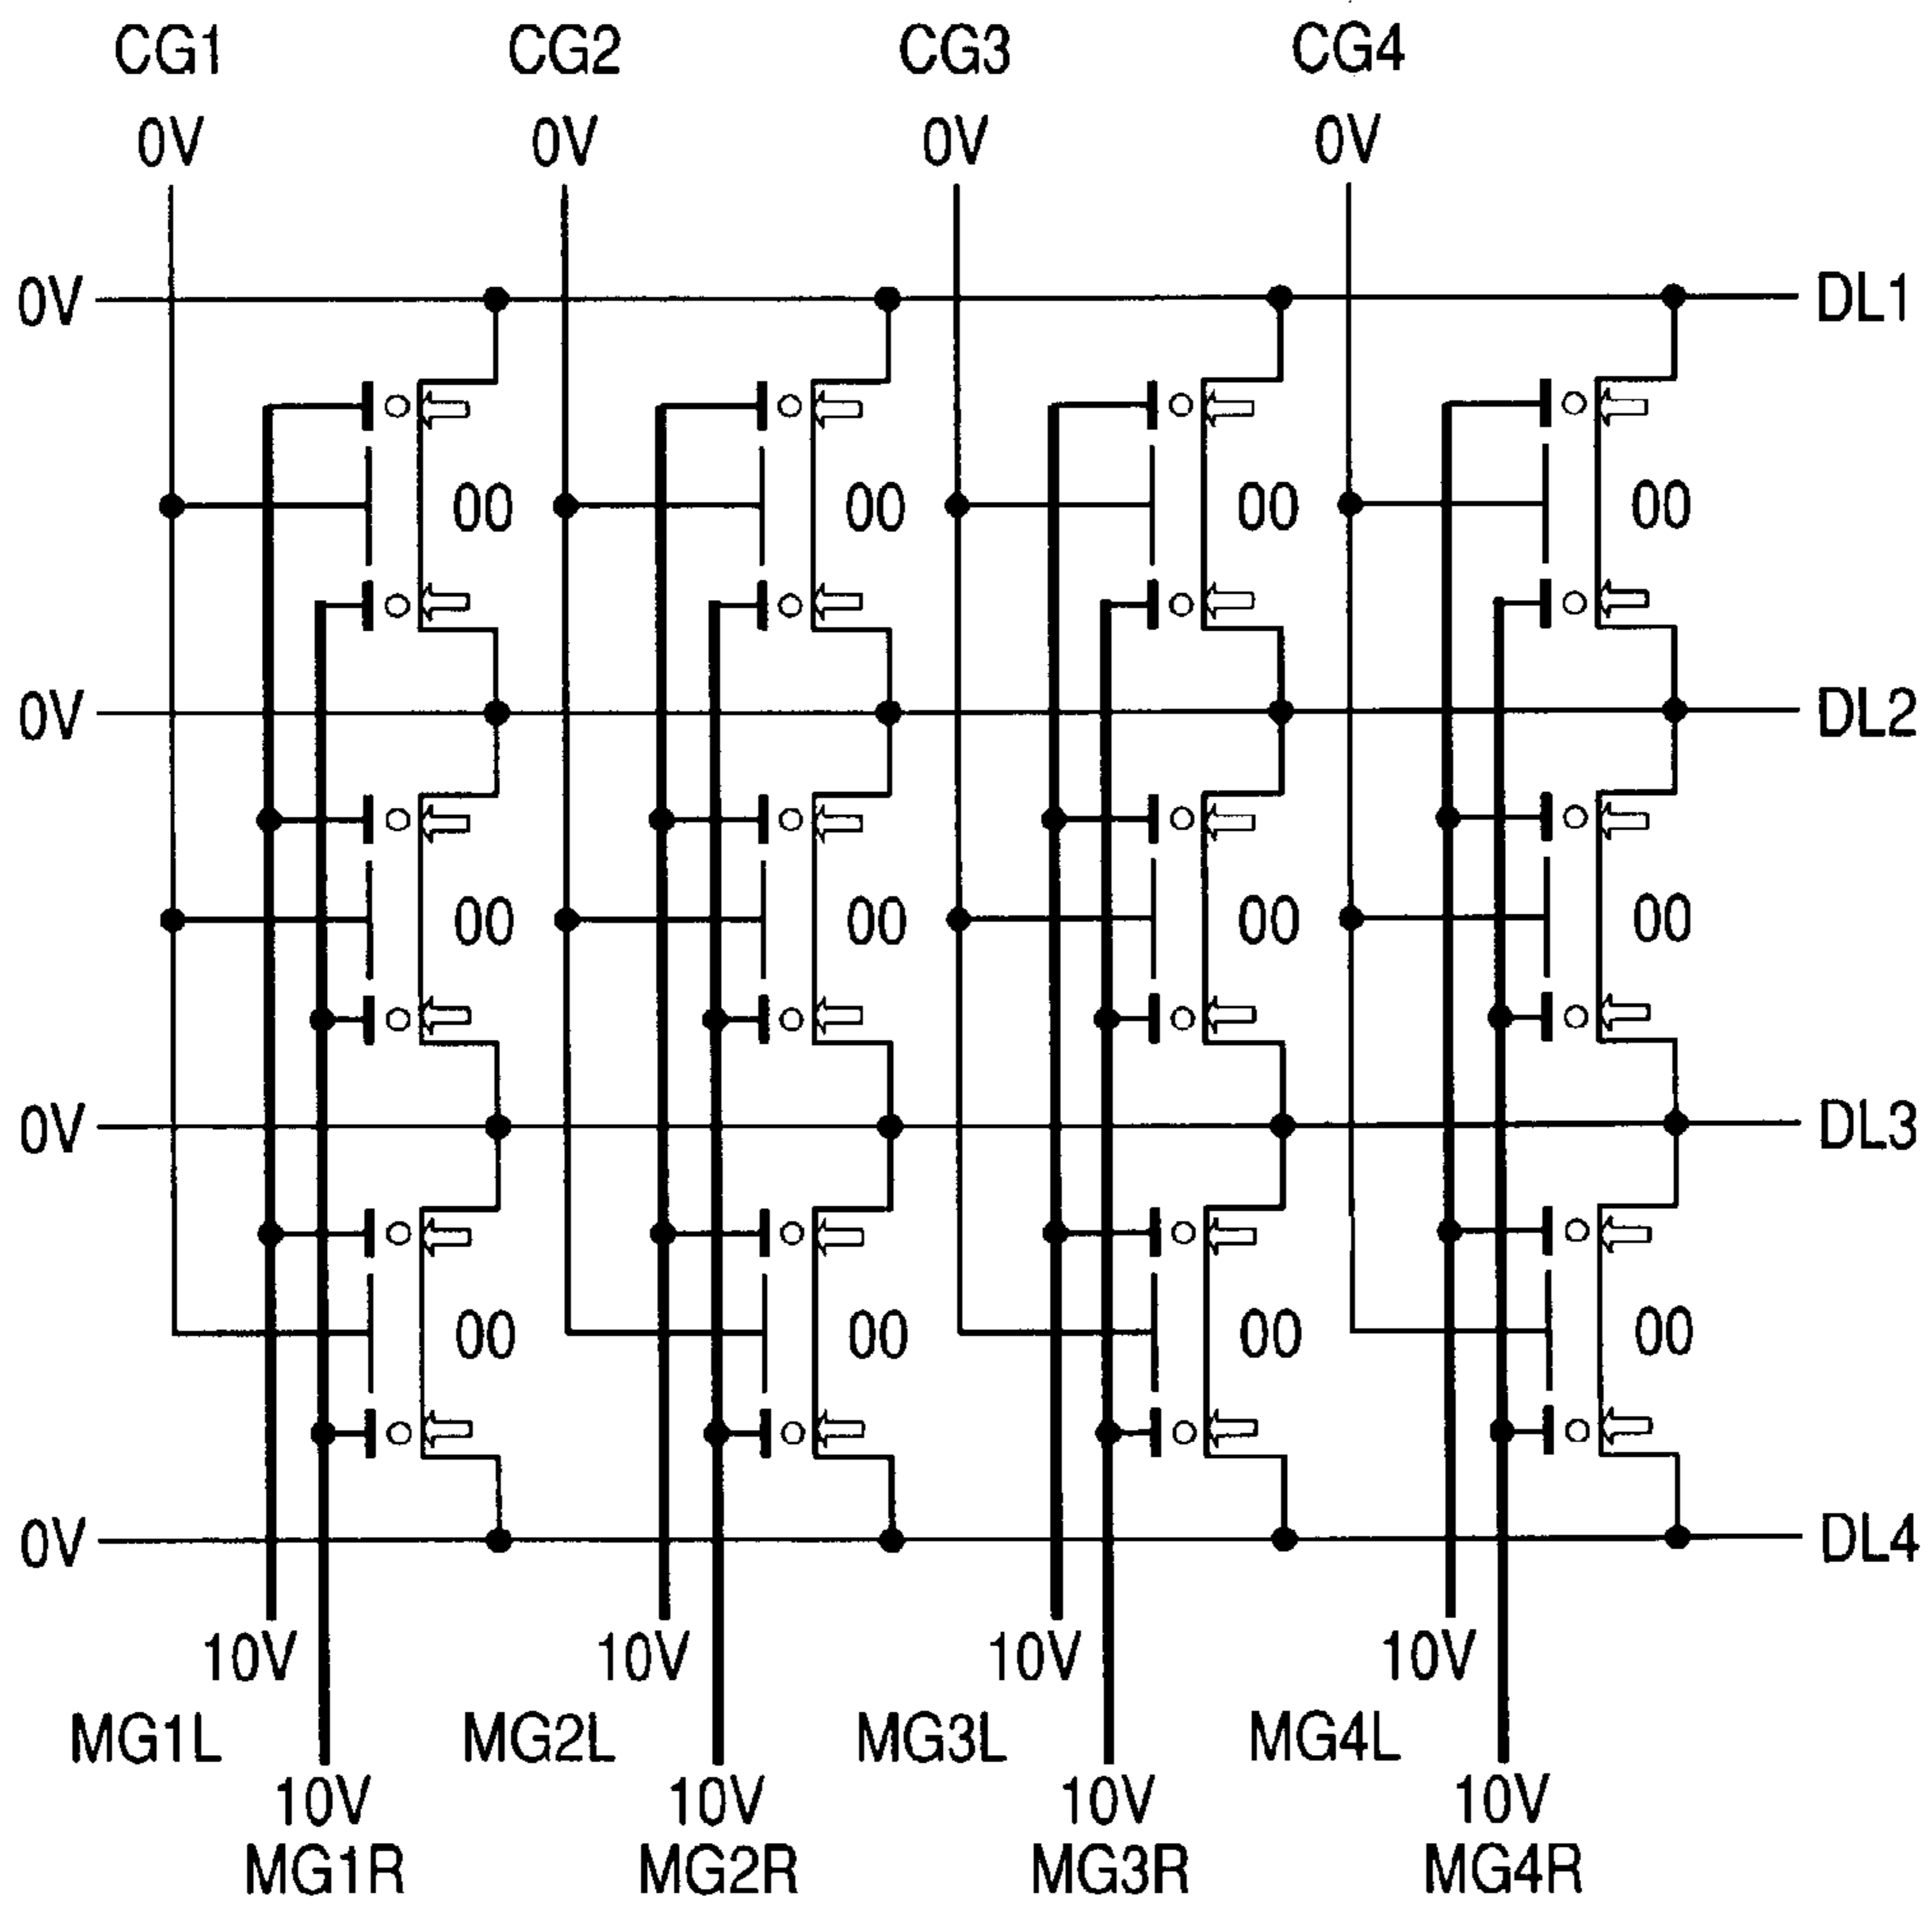 CG1 CG2 CG3 CG4
0V 0V 0V 0V
0V DL1
00 00 00 00
0V DL2
00 00 00 00
0V DL3
00 00 00 00
0V DL4
10V 10V 10V 10V
MG1L MG2L MG3L MG4L
10V 10V 10V 10V
MG1R MG2R MG3R MG4R